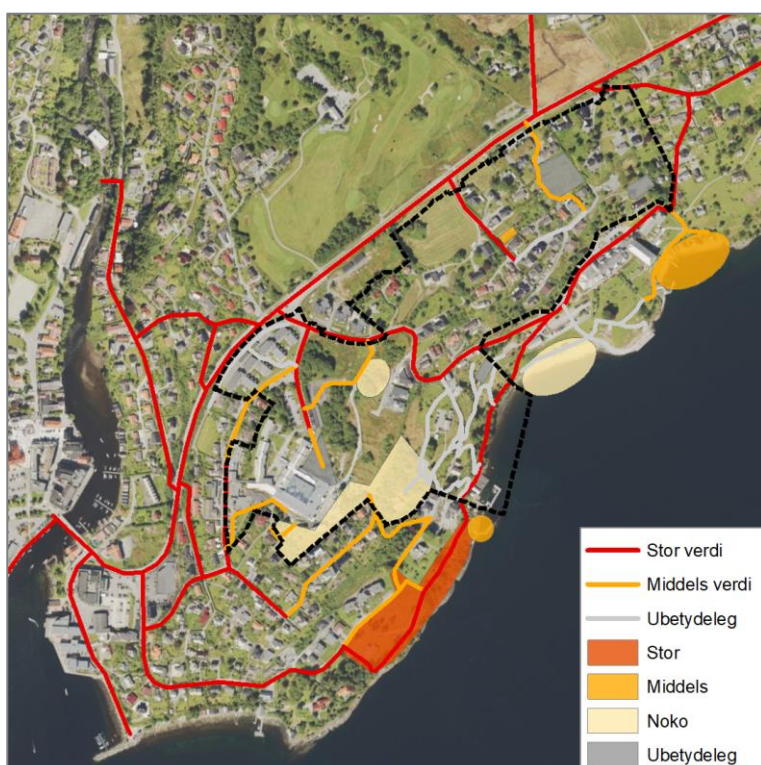 Stor verdi
Middels verdi
Ubetydeleg
Stor
Middels
Noko
Ubetydeleg